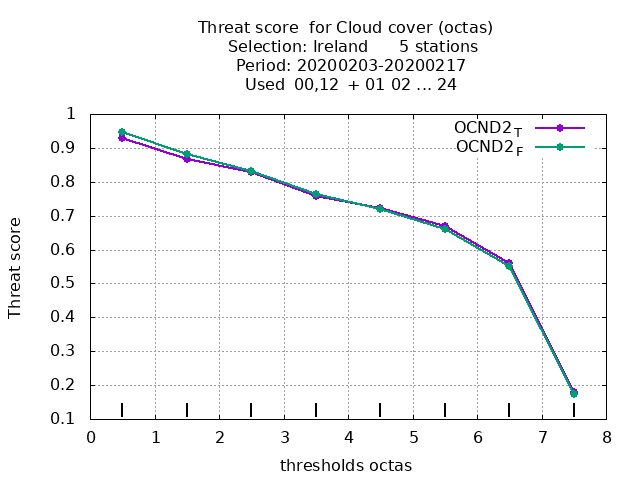 Threat score  for Cloud cover (octas)
Selection: Ireland      5 stations
Period: 20200203-20200217
Used  00,12  + 01 02 ... 24
OCND2T
OCND2F
1
0.9
0.8
0.7
0.6
0.5
0.4
0.3
0.2
0.1
Threat score
0 1 2 3 4 5 6 7 8
thresholds octas